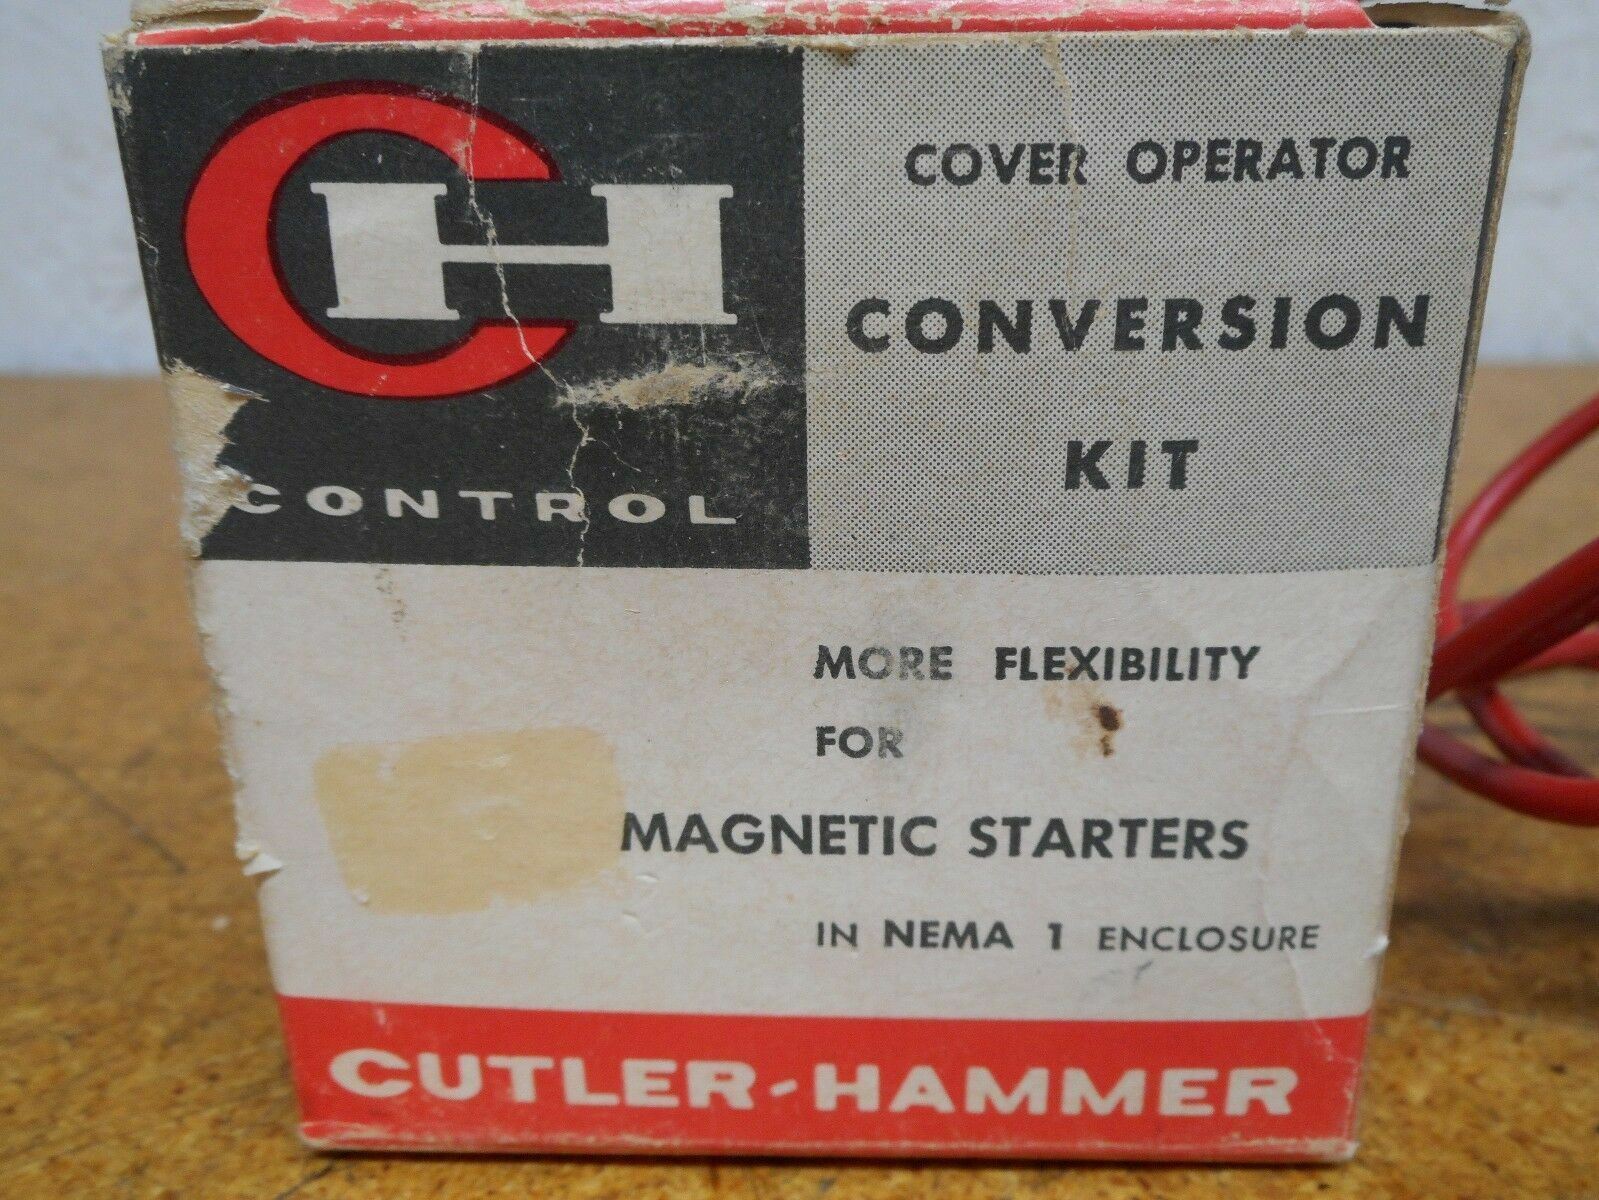 CH
CONTROL
COVER OPERATOR
CONVERSION
KIT
MORE FLEXIBILITY
FOR
MAGNETIC STARTERS
IN NEMA 1 ENCLOSURE
CUTLER-HAMMER